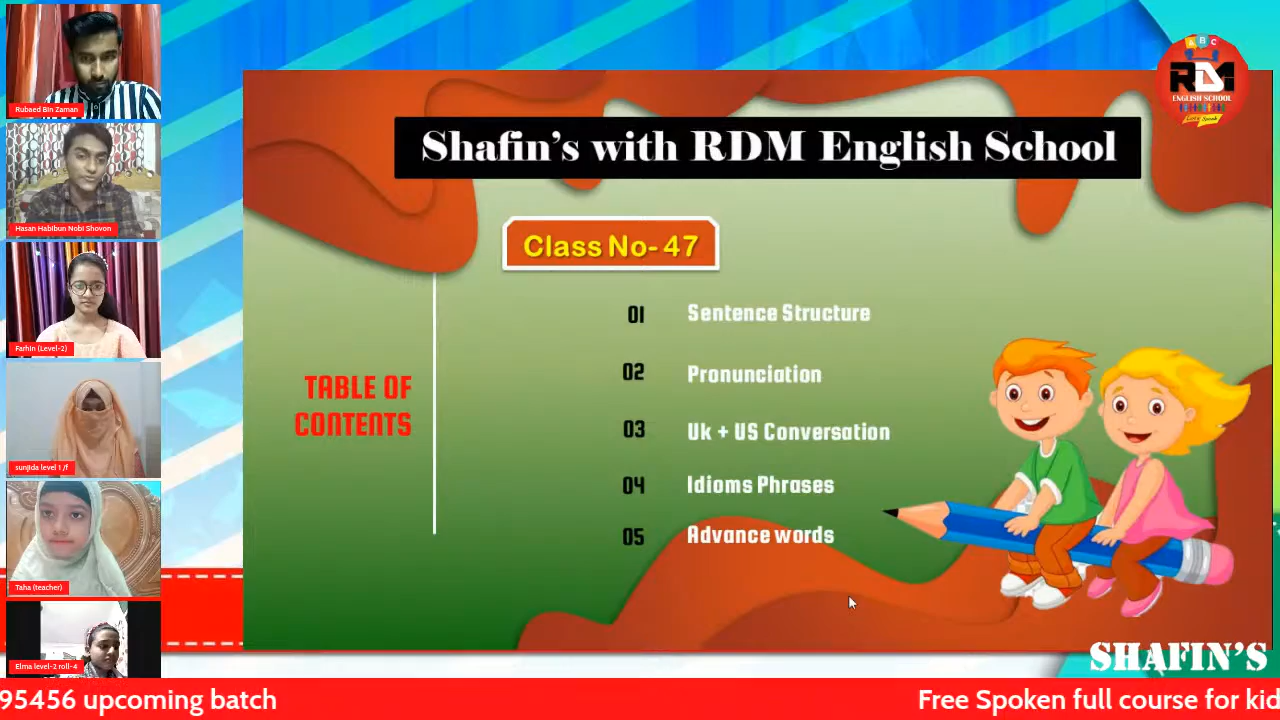 Rubaed Bin Zaman
Hasan Habibun Nobi Shovon
Farhin (Level-2)
sunjida level 1 /f
Taha (teacher)
Elma level-2 roll-4
A B C
RDM
ENGLISH SCHOOL
Let's Speak
Shafin's with RDM English School
Class No- 47
TABLE OF
CONTENTS
01 Sentence Structure
02 Pronunciation
03 Uk + US Conversation
04 Idioms Phrases
05 Advance words
SHAFIN'S
95456 upcoming batch
Free Spoken full course for kid